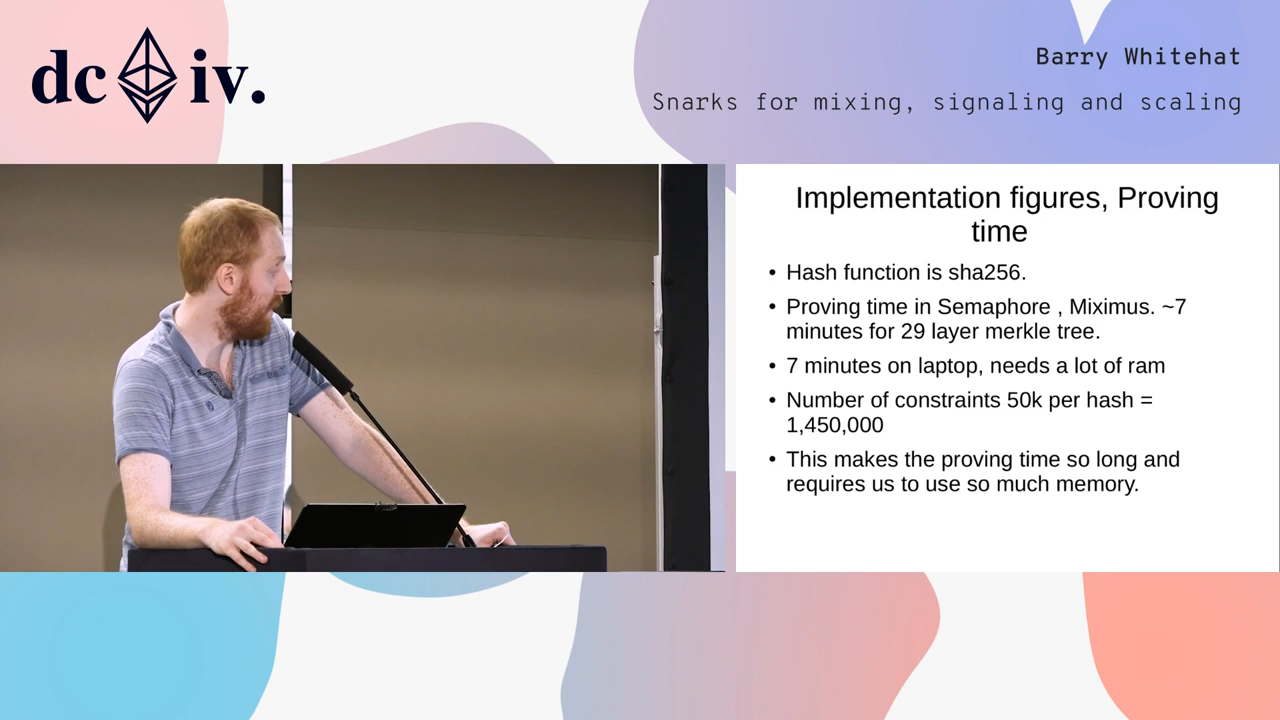 dc iv.
Barry Whitehat
Snarks for mixing, signaling and scaling
Implementation figures, Proving
time
• Hash function is sha256.
• Proving time in Semaphore , Miximus. ~7
minutes for 29 layer merkle tree.
• 7 minutes on laptop, needs a lot of ram
• Number of constraints 50k per hash =
1,450,000
• This makes the proving time so long and
requires us to use so much memory.